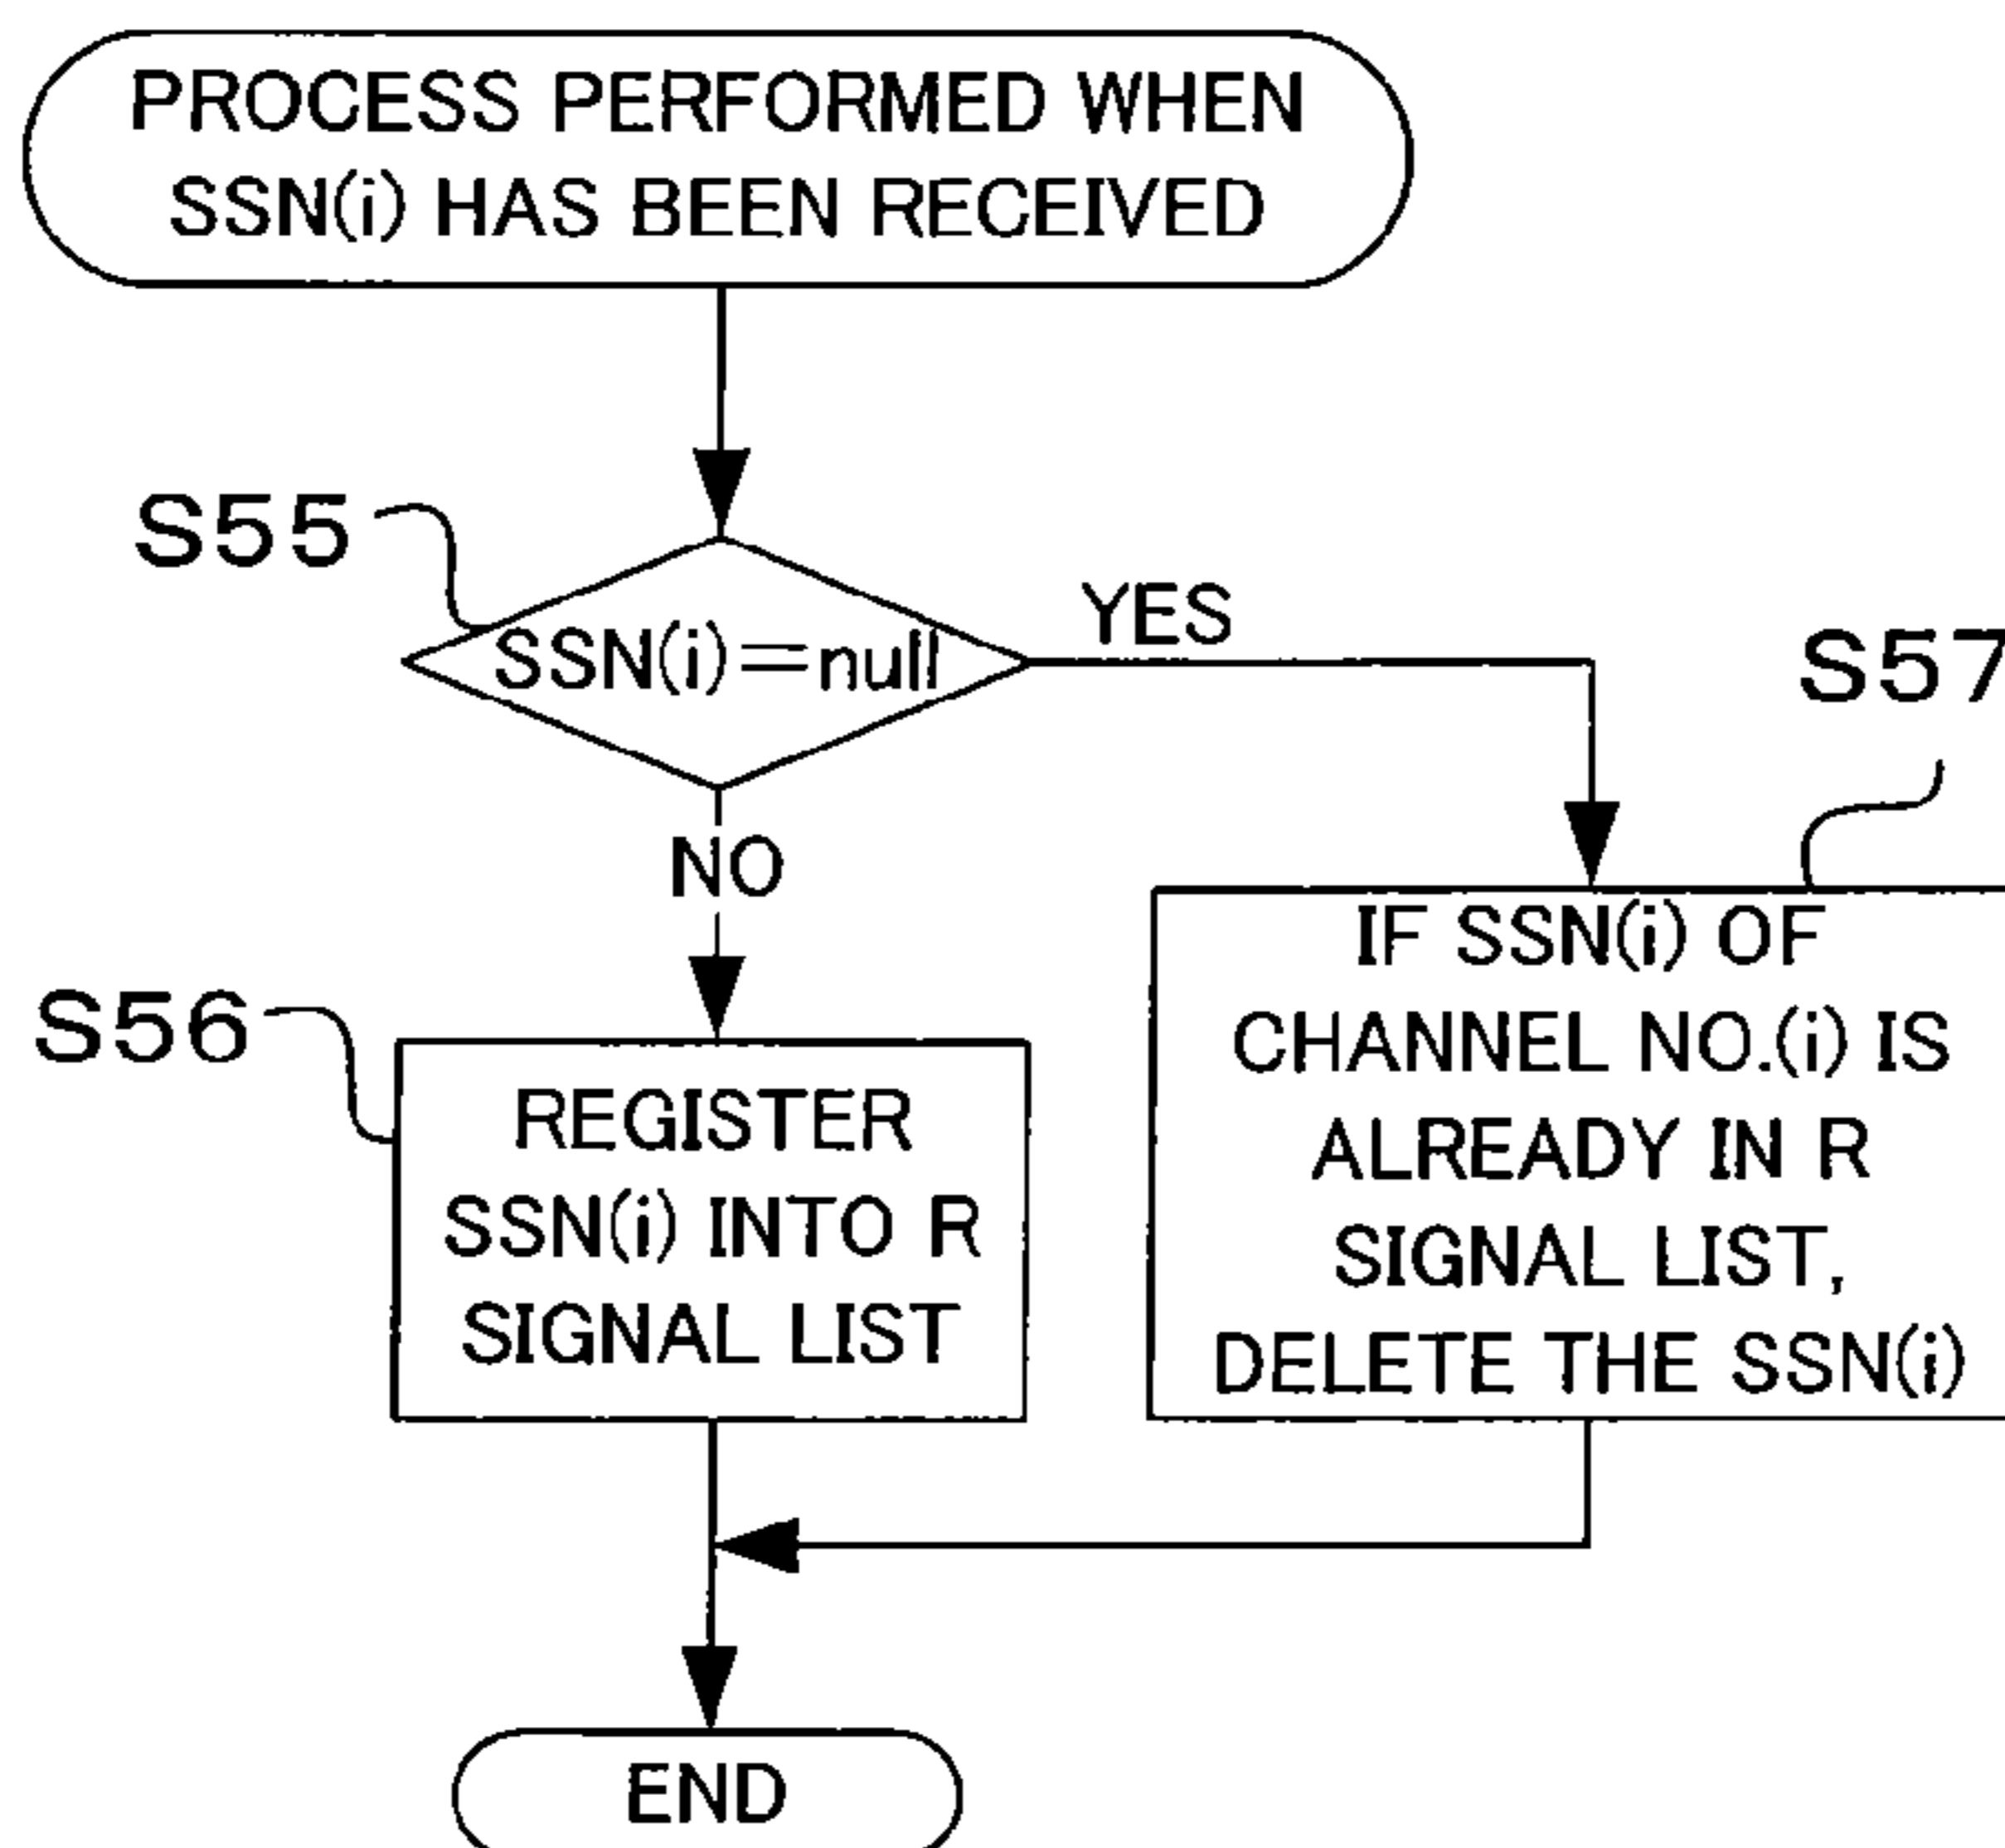 PROCESS PERFORMED WHEN
SSN(i) HAS BEEN RECEIVED
S55
SSN(i)=null
YES
S57
NO
S56
REGISTER
SSN(i) INTO R
SIGNAL LIST
IF SSN(i) OF
CHANNEL NO.(i) IS
ALREADY IN R
SIGNAL LIST,
DELETE THE SSN(i)
END